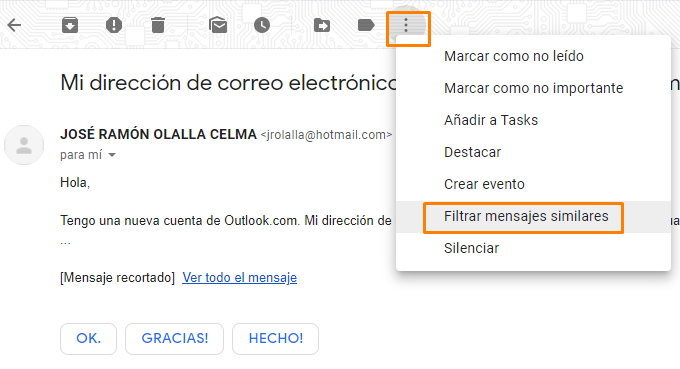 Mi dirección de correo electrónico
Marcar como no leído
Marcar como no importante
Añadir a Tasks
Destacar
Crear evento
Filtrar mensajes similares
Silenciar
JOSÉ RAMÓN OLALLA CELMA <jrolalla@hotmail.com>
para mí
Hola,
Tengo una nueva cuenta de Outlook.com. Mi dirección de
...
[Mensaje recortado] Ver todo el mensaje
OK. GRACIAS! HECHO!